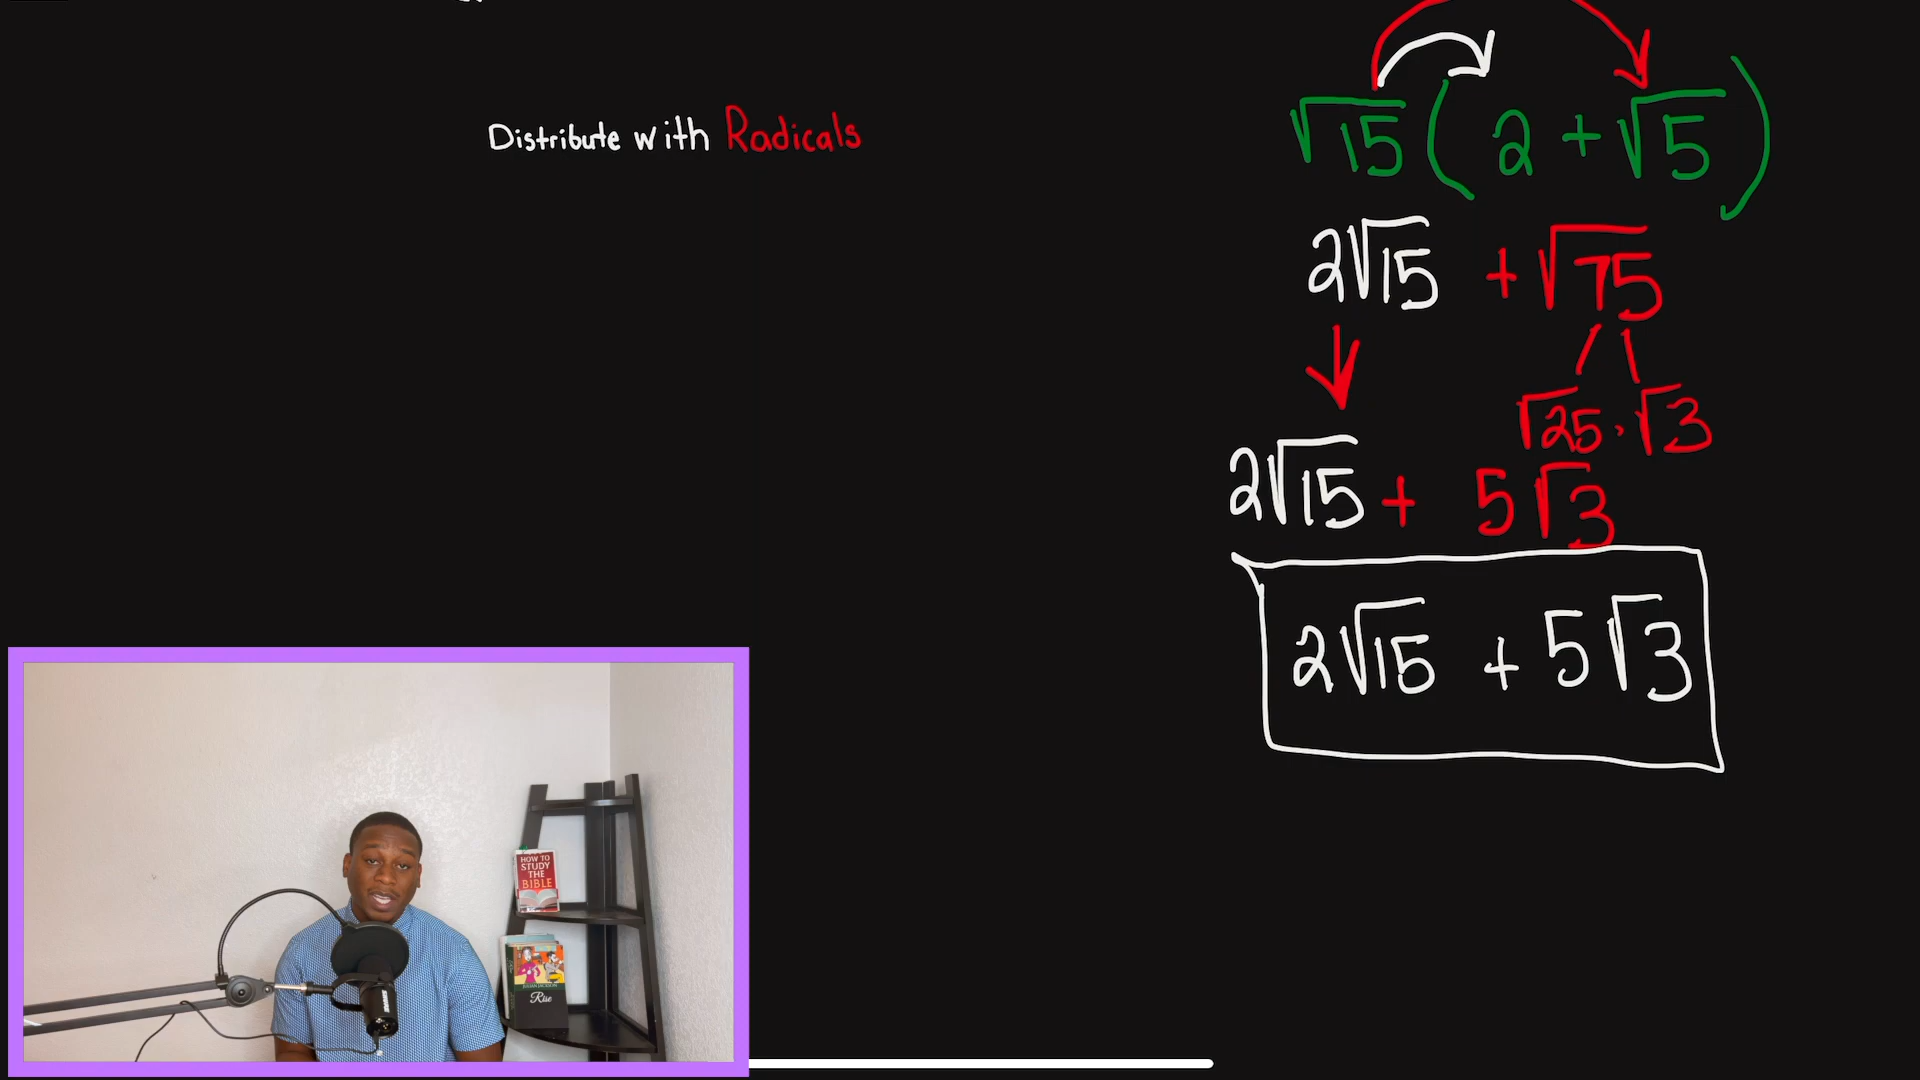 Distribute with Radicals
√15 (2 + √5)
2√15 + √75
√25 · √3
2√15 + 5√3
2√15 + 5√3
HOW TO
STUDY
THE
BIBLE
Rise